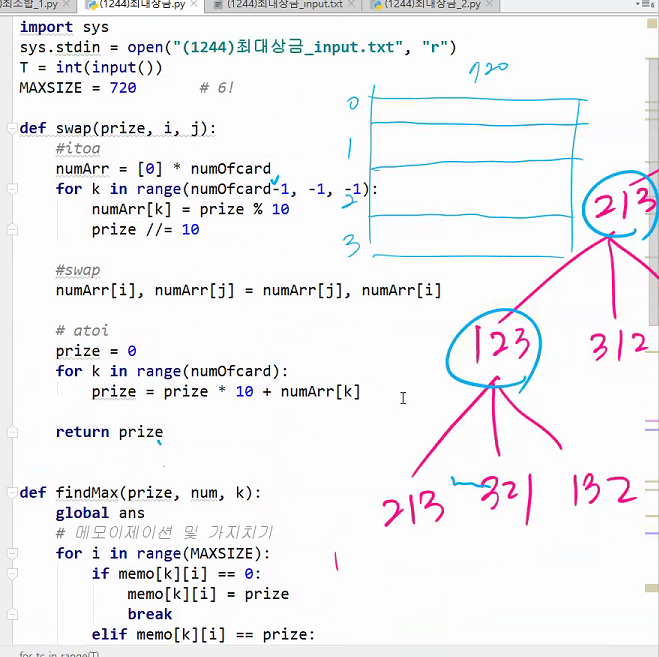 최소합_1.py × (1244)최대상금.py × (1244)최대상금_input.txt × (1244)최대상금_2.py ×
import sys
sys.stdin = open("(1244)최대상금_input.txt", "r")
T = int(input())
MAXSIZE = 720 # 6!
def swap(prize, i, j):
#itoa
numArr = [0] * numOfcard
for k in range(numOfcard-1, -1, -1):
numArr[k] = prize % 10
prize //= 10
#swap
numArr[i], numArr[j] = numArr[j], numArr[i]
# atoi
prize = 0
for k in range(numOfcard):
prize = prize * 10 + numArr[k]
return prize
def findMax(prize, num, k):
global ans
# 메모이제이션 및 가지치기
for i in range(MAXSIZE):
if memo[k][i] == 0:
memo[k][i] = prize
break
elif memo[k][i] == prize:
for tc in range(T)
720
0
1
2
3
213
123
312
213
321
132